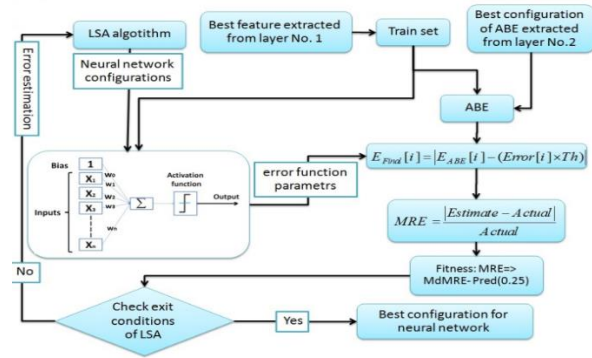 LSA algotithm
Best feature extracted
from layer No. 1
Train set
Best configuration
of ABE extracted
from layer No.2
Error estimation
Neural network
configurations
ABE
Bias
1
Inputs
X₁
X₂
X₃
Xₙ
w₀
w₁
w₂
w₃
wₙ
Σ
Activation
function
Output
error function
parametrs
E_Final[i] = |E_ABE[i] − (Error[i] × Th)|
MRE = |Estimate − Actual| / Actual
Fitness: MRE=>
MdMRE-Pred(0.25)
No
Check exit
conditions
of LSA
Yes
Best configuration for
neural network